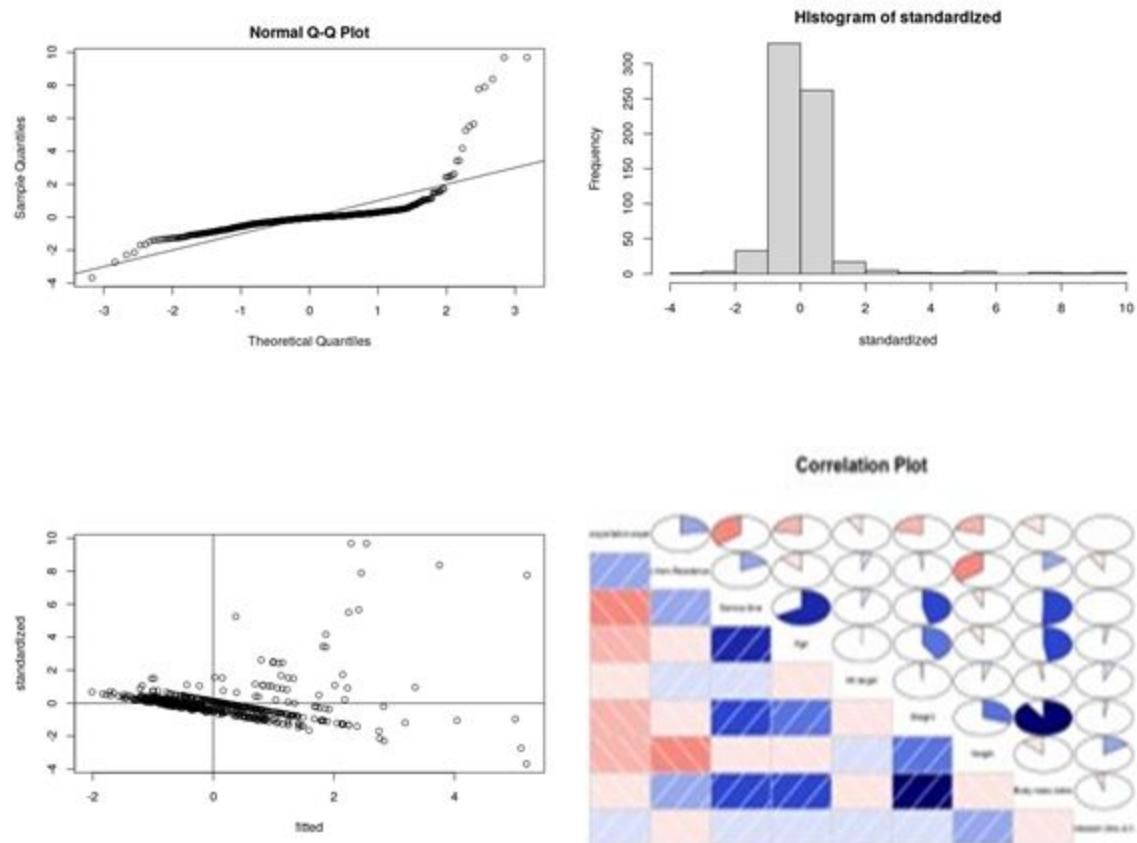 Normal Q-Q Plot
Sample Quantiles
10
8
6
4
2
0
-2
-4
-3 -2 -1 0 1 2 3
Theoretical Quantiles
Histogram of standardized
Frequency
300
250
200
150
100
50
0
-4 -2 0 2 4 6 8 10
standardized
standardized
10
8
6
4
2
0
-2
-4
-2 0 2 4
fitted
Correlation Plot
Service time
Age
Hit target
Weight
Height
Body mass index